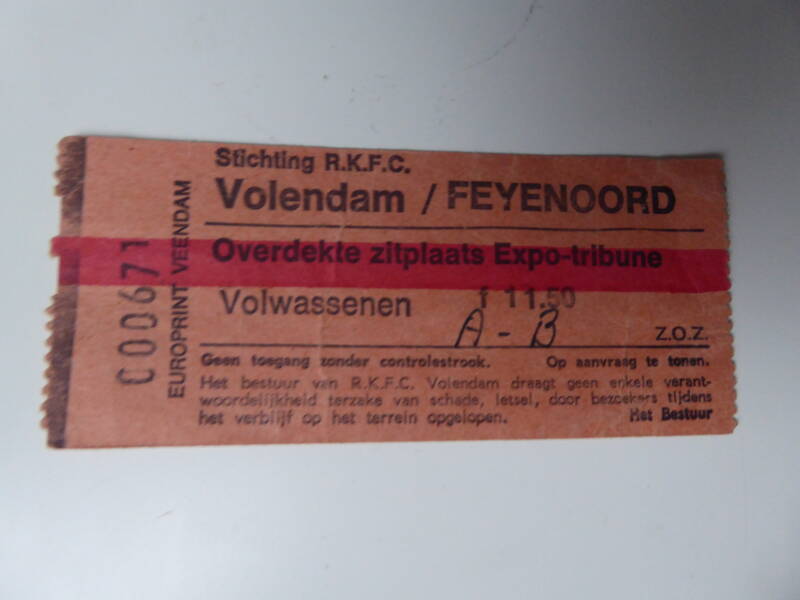 Stichting R.K.F.C.
Volendam / FEYENOORD
Overdekte zitplaats Expo-tribune
Volwassenen f 11.50
A - B
Z.O.Z.
Geen toegang zonder controlestrook. Op aanvraag te tonen.
Het bestuur van R.K.F.C. Volendam draagt geen enkele verant-
woordelijkheid terzake van schade, letsel, door bezoekers tijdens
het verblijf op het terrein opgelopen. Het Bestuur
EUROPRINT VEENDAM
C00671